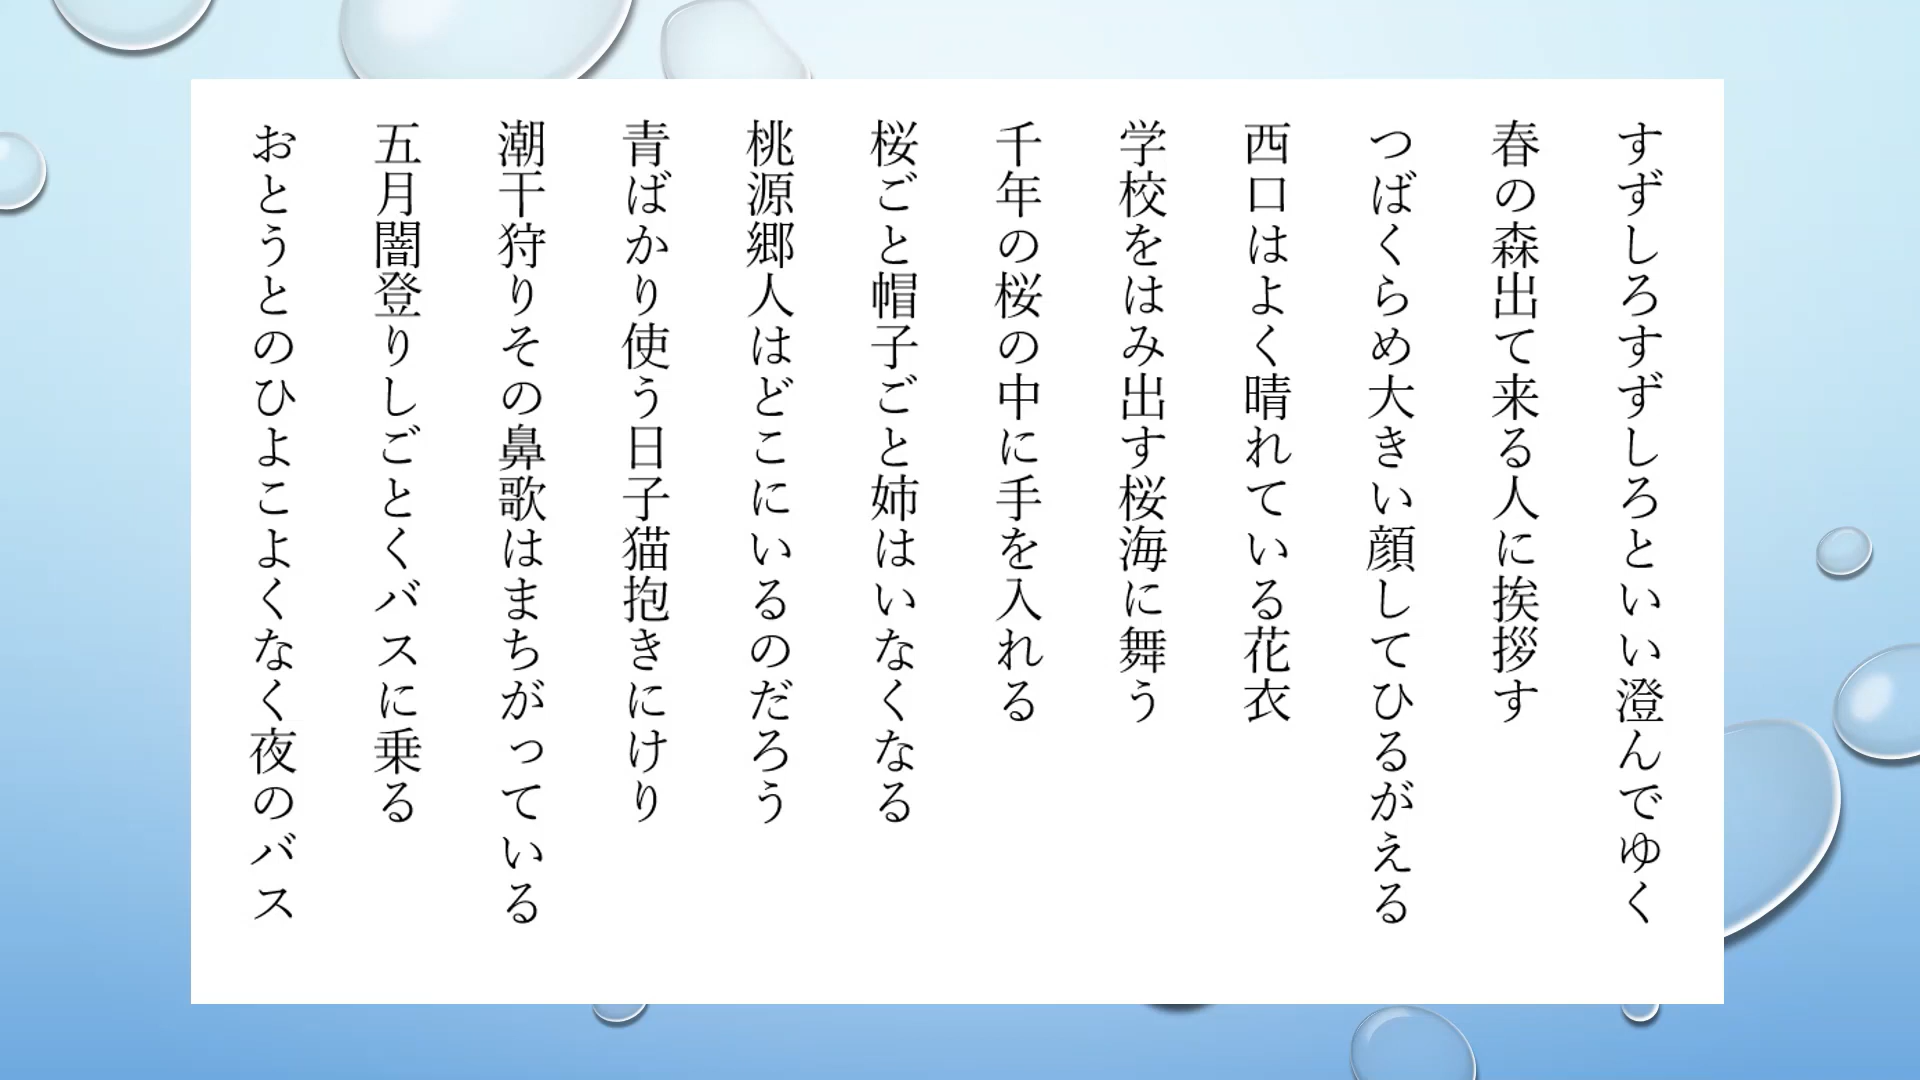 すずしろすずしろといい澄んでゆく
春の森出て来る人に挨拶す
つばくらめ大きい顔してひるがえる
西口はよく晴れている花衣
学校をはみ出す桜海に舞う
千年の桜の中に手を入れる
桜ごと帽子ごと姉はいなくなる
桃源郷人はどこにいるのだろう
青ばかり使う日子猫抱きにけり
潮干狩りその鼻歌はまちがっている
五月闇登りしごとくバスに乗る
おとうとのひよこよくなく夜のバス